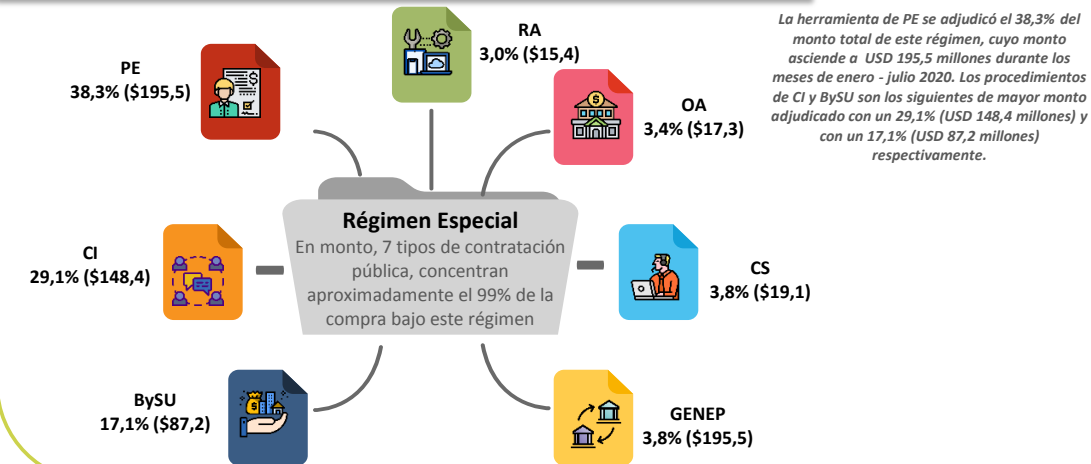 La herramienta de PE se adjudicó el 38,3% del
monto total de este régimen, cuyo monto
asciende a USD 195,5 millones durante los
meses de enero - julio 2020. Los procedimientos
de CI y BySU son los siguientes de mayor monto
adjudicado con un 29,1% (USD 148,4 millones) y
con un 17,1% (USD 87,2 millones)
respectivamente.
RA
3,0% ($15,4)
PE
38,3% ($195,5)
OA
3,4% ($17,3)
Régimen Especial
En monto, 7 tipos de contratación
pública, concentran
aproximadamente el 99% de la
compra bajo este régimen
CI
29,1% ($148,4)
CS
3,8% ($19,1)
BySU
17,1% ($87,2)
GENEP
3,8% ($195,5)